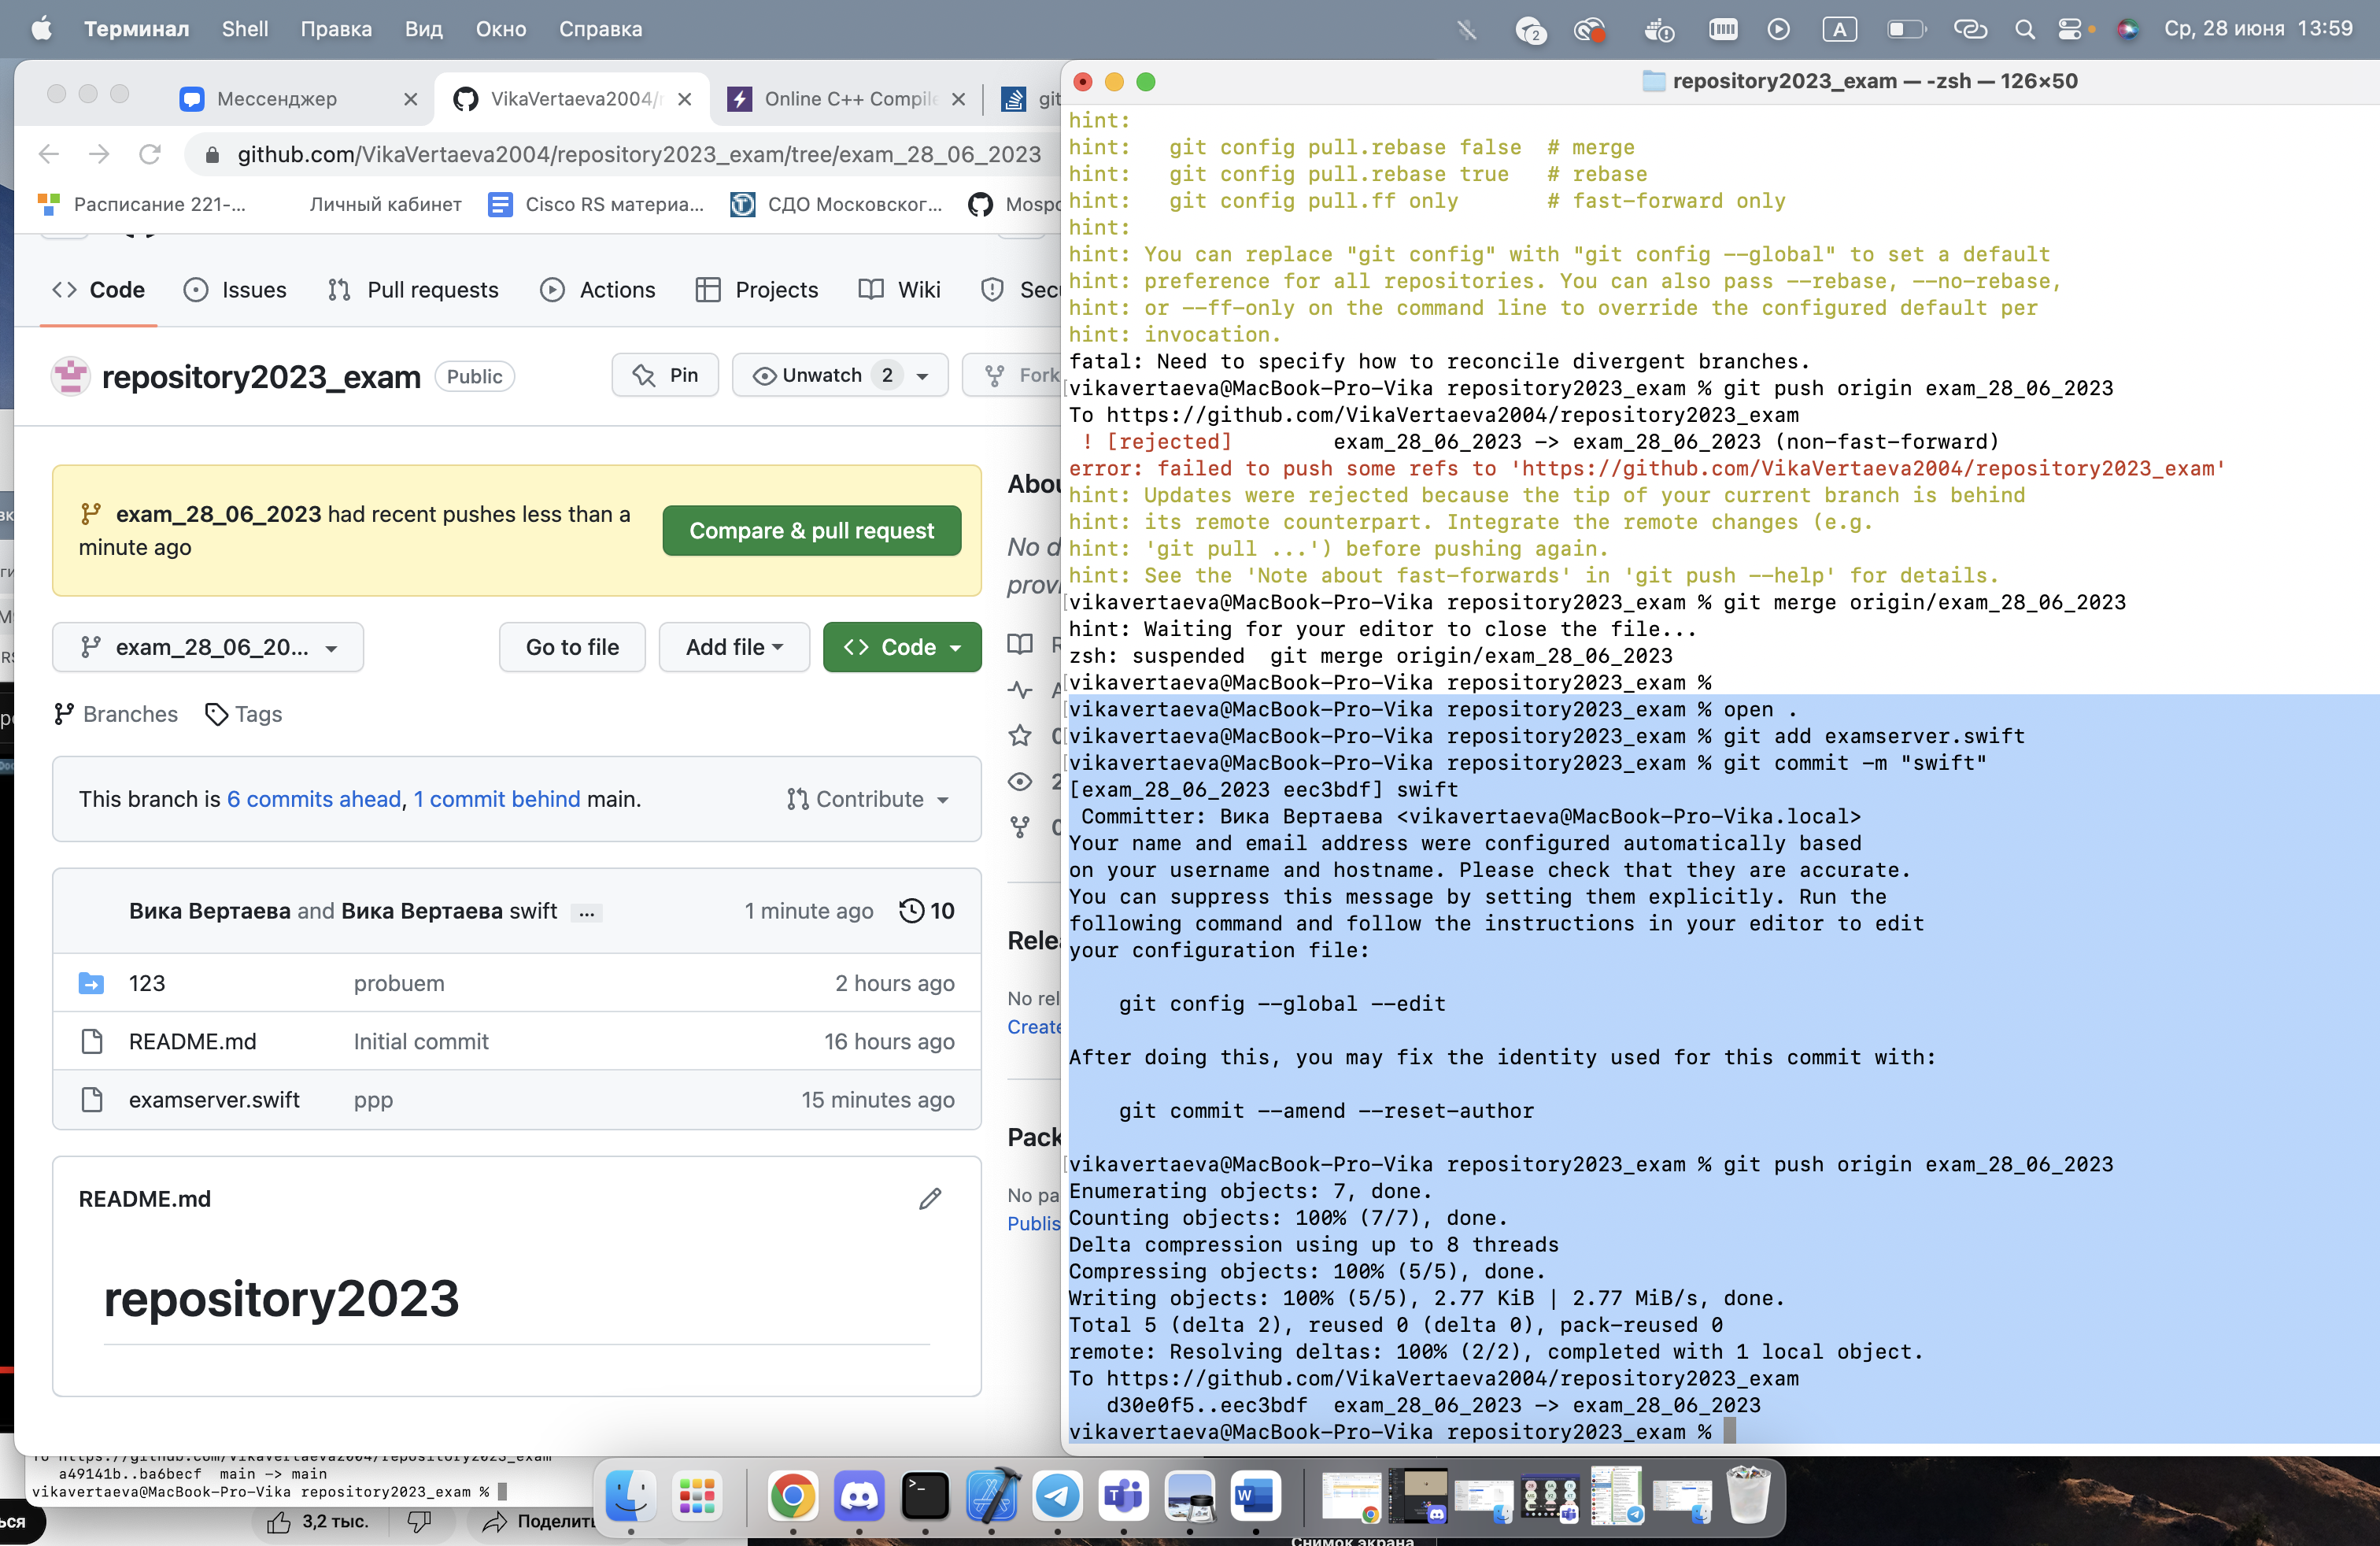 Терминал Shell Правка Вид Окно Справка
2 A Ср, 28 июня 13:59
Мессенджер
VikaVertaeva2004/r
Online C++ Compile
git
github.com/VikaVertaeva2004/repository2023_exam/tree/exam_28_06_2023
Расписание 221-... Личный кабинет Cisco RS материа... СДО Московског... Mospo
Code Issues Pull requests Actions Projects Wiki Secu
repository2023_exam Public Pin Unwatch 2 Fork
exam_28_06_2023 had recent pushes less than a
minute ago
Compare & pull request
exam_28_06_20... Go to file Add file Code
Branches Tags
This branch is 6 commits ahead, 1 commit behind main. Contribute
Вика Вертаева and Вика Вертаева swift ... 1 minute ago 10
123 probuem 2 hours ago
README.md Initial commit 16 hours ago
examserver.swift ppp 15 minutes ago
README.md
repository2023
Abou
No d
provi
R
A
0
2
0
Relea
No rel
Create
Pack
No pa
Publis
repository2023_exam — -zsh — 126×50
hint:
hint:   git config pull.rebase false  # merge
hint:   git config pull.rebase true   # rebase
hint:   git config pull.ff only       # fast-forward only
hint:
hint: You can replace "git config" with "git config --global" to set a default
hint: preference for all repositories. You can also pass --rebase, --no-rebase,
hint: or --ff-only on the command line to override the configured default per
hint: invocation.
fatal: Need to specify how to reconcile divergent branches.
vikavertaeva@MacBook-Pro-Vika repository2023_exam % git push origin exam_28_06_2023
To https://github.com/VikaVertaeva2004/repository2023_exam
 ! [rejected]        exam_28_06_2023 -> exam_28_06_2023 (non-fast-forward)
error: failed to push some refs to 'https://github.com/VikaVertaeva2004/repository2023_exam'
hint: Updates were rejected because the tip of your current branch is behind
hint: its remote counterpart. Integrate the remote changes (e.g.
hint: 'git pull ...') before pushing again.
hint: See the 'Note about fast-forwards' in 'git push --help' for details.
vikavertaeva@MacBook-Pro-Vika repository2023_exam % git merge origin/exam_28_06_2023
hint: Waiting for your editor to close the file...
zsh: suspended  git merge origin/exam_28_06_2023
vikavertaeva@MacBook-Pro-Vika repository2023_exam %
vikavertaeva@MacBook-Pro-Vika repository2023_exam % open .
vikavertaeva@MacBook-Pro-Vika repository2023_exam % git add examserver.swift
vikavertaeva@MacBook-Pro-Vika repository2023_exam % git commit -m "swift"
[exam_28_06_2023 eec3bdf] swift
 Committer: Вика Вертаева <vikavertaeva@MacBook-Pro-Vika.local>
Your name and email address were configured automatically based
on your username and hostname. Please check that they are accurate.
You can suppress this message by setting them explicitly. Run the
following command and follow the instructions in your editor to edit
your configuration file:
    git config --global --edit
After doing this, you may fix the identity used for this commit with:
    git commit --amend --reset-author
vikavertaeva@MacBook-Pro-Vika repository2023_exam % git push origin exam_28_06_2023
Enumerating objects: 7, done.
Counting objects: 100% (7/7), done.
Delta compression using up to 8 threads
Compressing objects: 100% (5/5), done.
Writing objects: 100% (5/5), 2.77 KiB | 2.77 MiB/s, done.
Total 5 (delta 2), reused 0 (delta 0), pack-reused 0
remote: Resolving deltas: 100% (2/2), completed with 1 local object.
To https://github.com/VikaVertaeva2004/repository2023_exam
   d30e0f5..eec3bdf  exam_28_06_2023 -> exam_28_06_2023
vikavertaeva@MacBook-Pro-Vika repository2023_exam %
To https://github.com/VikaVertaeva2004/repository2023_exam
   a49141b..ba6becf  main -> main
vikavertaeva@MacBook-Pro-Vika repository2023_exam %
ься 3,2 тыс. Поделить
Снимок экрана